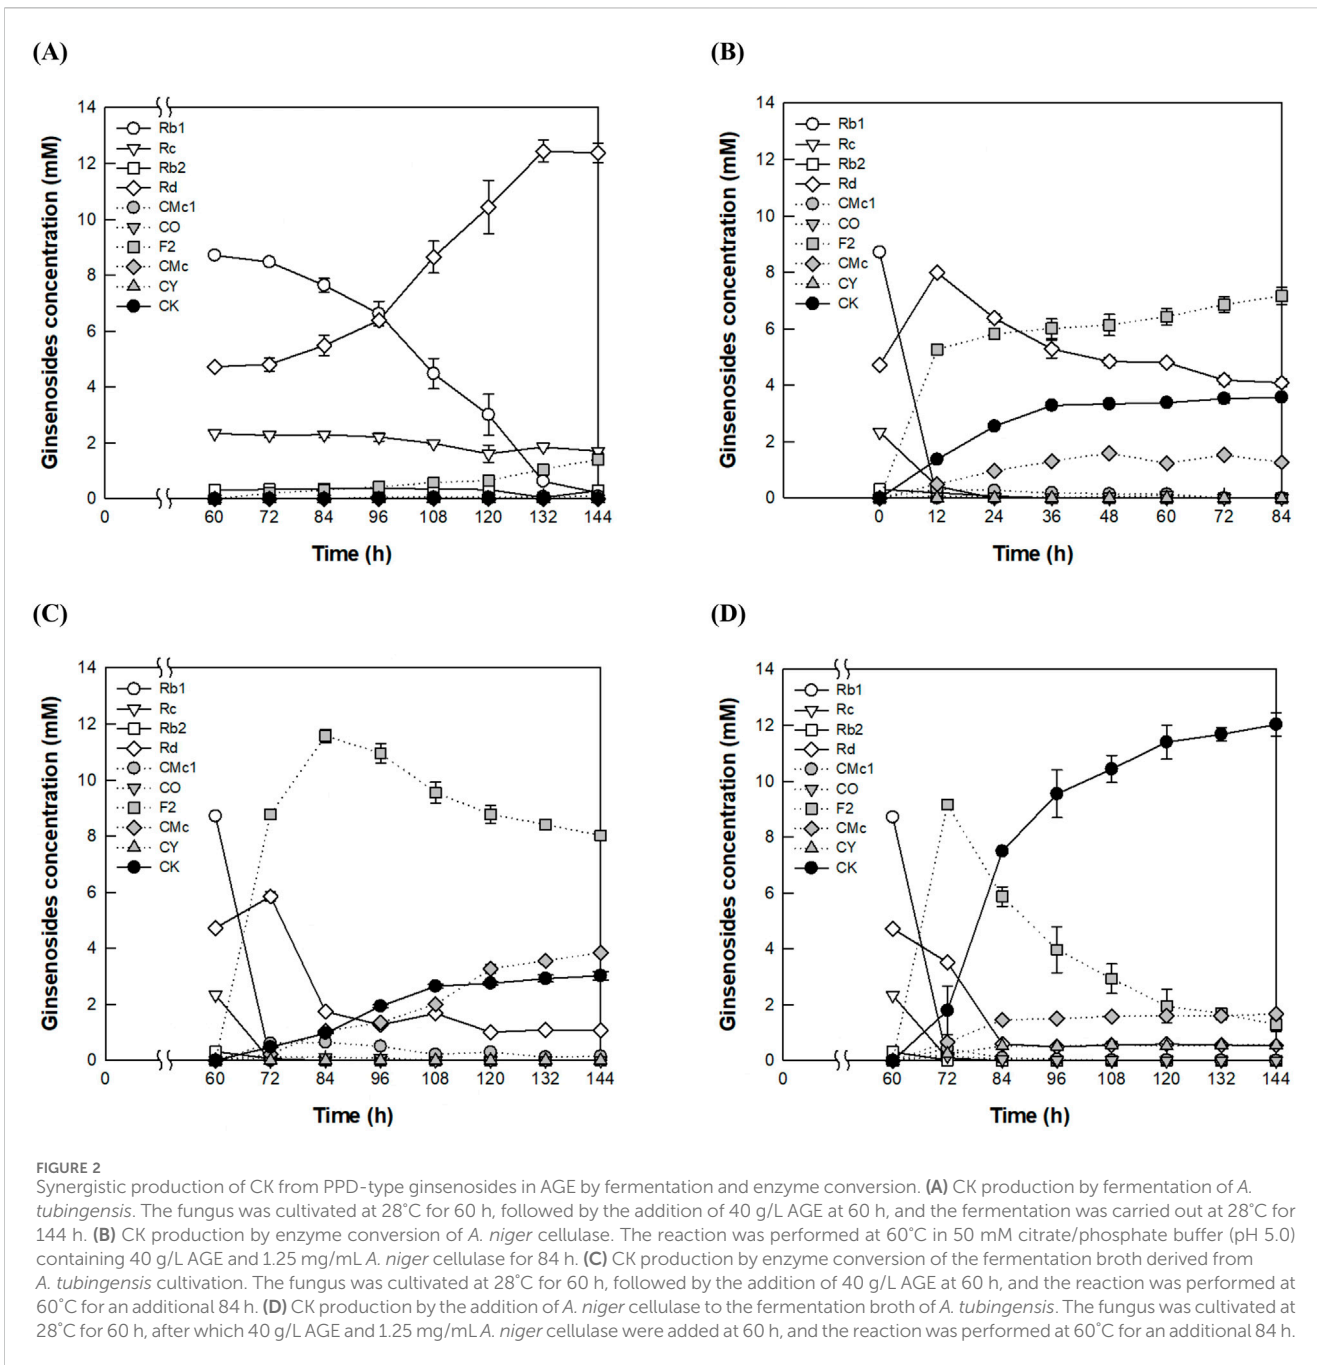 (A)
Ginsenosides concentration (mM)
14
12
10
8
6
4
2
0
Rb1
Rc
Rb2
Rd
CMc1
CO
F2
CMc
CY
CK
0 60 72 84 96 108 120 132 144
Time (h)
(B)
Ginsenosides concentration (mM)
14
12
10
8
6
4
2
0
Rb1
Rc
Rb2
Rd
CMc1
CO
F2
CMc
CY
CK
0 12 24 36 48 60 72 84
Time (h)
(C)
Ginsenosides concentration (mM)
14
12
10
8
6
4
2
0
Rb1
Rc
Rb2
Rd
CMc1
CO
F2
CMc
CY
CK
0 60 72 84 96 108 120 132 144
Time (h)
(D)
Ginsenosides concentration (mM)
14
12
10
8
6
4
2
0
Rb1
Rc
Rb2
Rd
CMc1
CO
F2
CMc
CY
CK
0 60 72 84 96 108 120 132 144
Time (h)
FIGURE 2
Synergistic production of CK from PPD-type ginsenosides in AGE by fermentation and enzyme conversion. (A) CK production by fermentation of A.
tubingensis. The fungus was cultivated at 28°C for 60 h, followed by the addition of 40 g/L AGE at 60 h, and the fermentation was carried out at 28°C for
144 h. (B) CK production by enzyme conversion of A. niger cellulase. The reaction was performed at 60°C in 50 mM citrate/phosphate buffer (pH 5.0)
containing 40 g/L AGE and 1.25 mg/mL A. niger cellulase for 84 h. (C) CK production by enzyme conversion of the fermentation broth derived from
A. tubingensis cultivation. The fungus was cultivated at 28°C for 60 h, followed by the addition of 40 g/L AGE at 60 h, and the reaction was performed at
60°C for an additional 84 h. (D) CK production by the addition of A. niger cellulase to the fermentation broth of A. tubingensis. The fungus was cultivated at
28°C for 60 h, after which 40 g/L AGE and 1.25 mg/mL A. niger cellulase were added at 60 h, and the reaction was performed at 60°C for an additional 84 h.